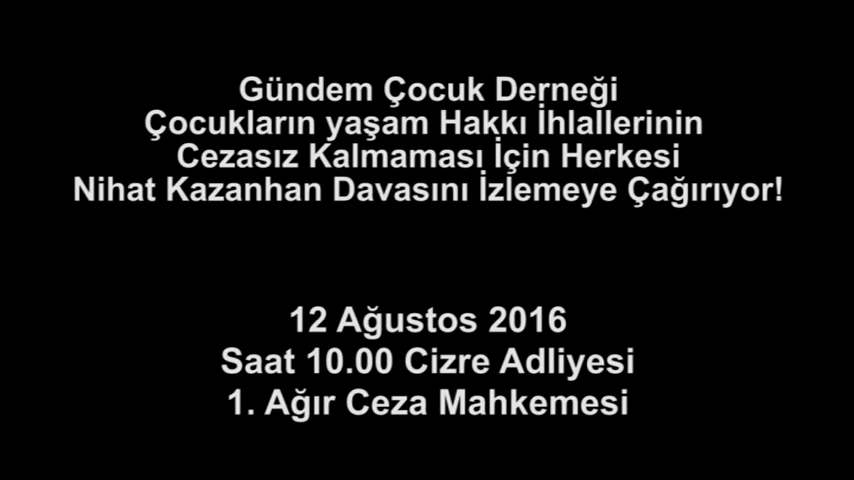 Gündem Çocuk Derneği
Çocukların yaşam Hakkı İhlallerinin
Cezasız Kalmaması İçin Herkesi
Nihat Kazanhan Davasını İzlemeye Çağırıyor!
12 Ağustos 2016
Saat 10.00 Cizre Adliyesi
1. Ağır Ceza Mahkemesi